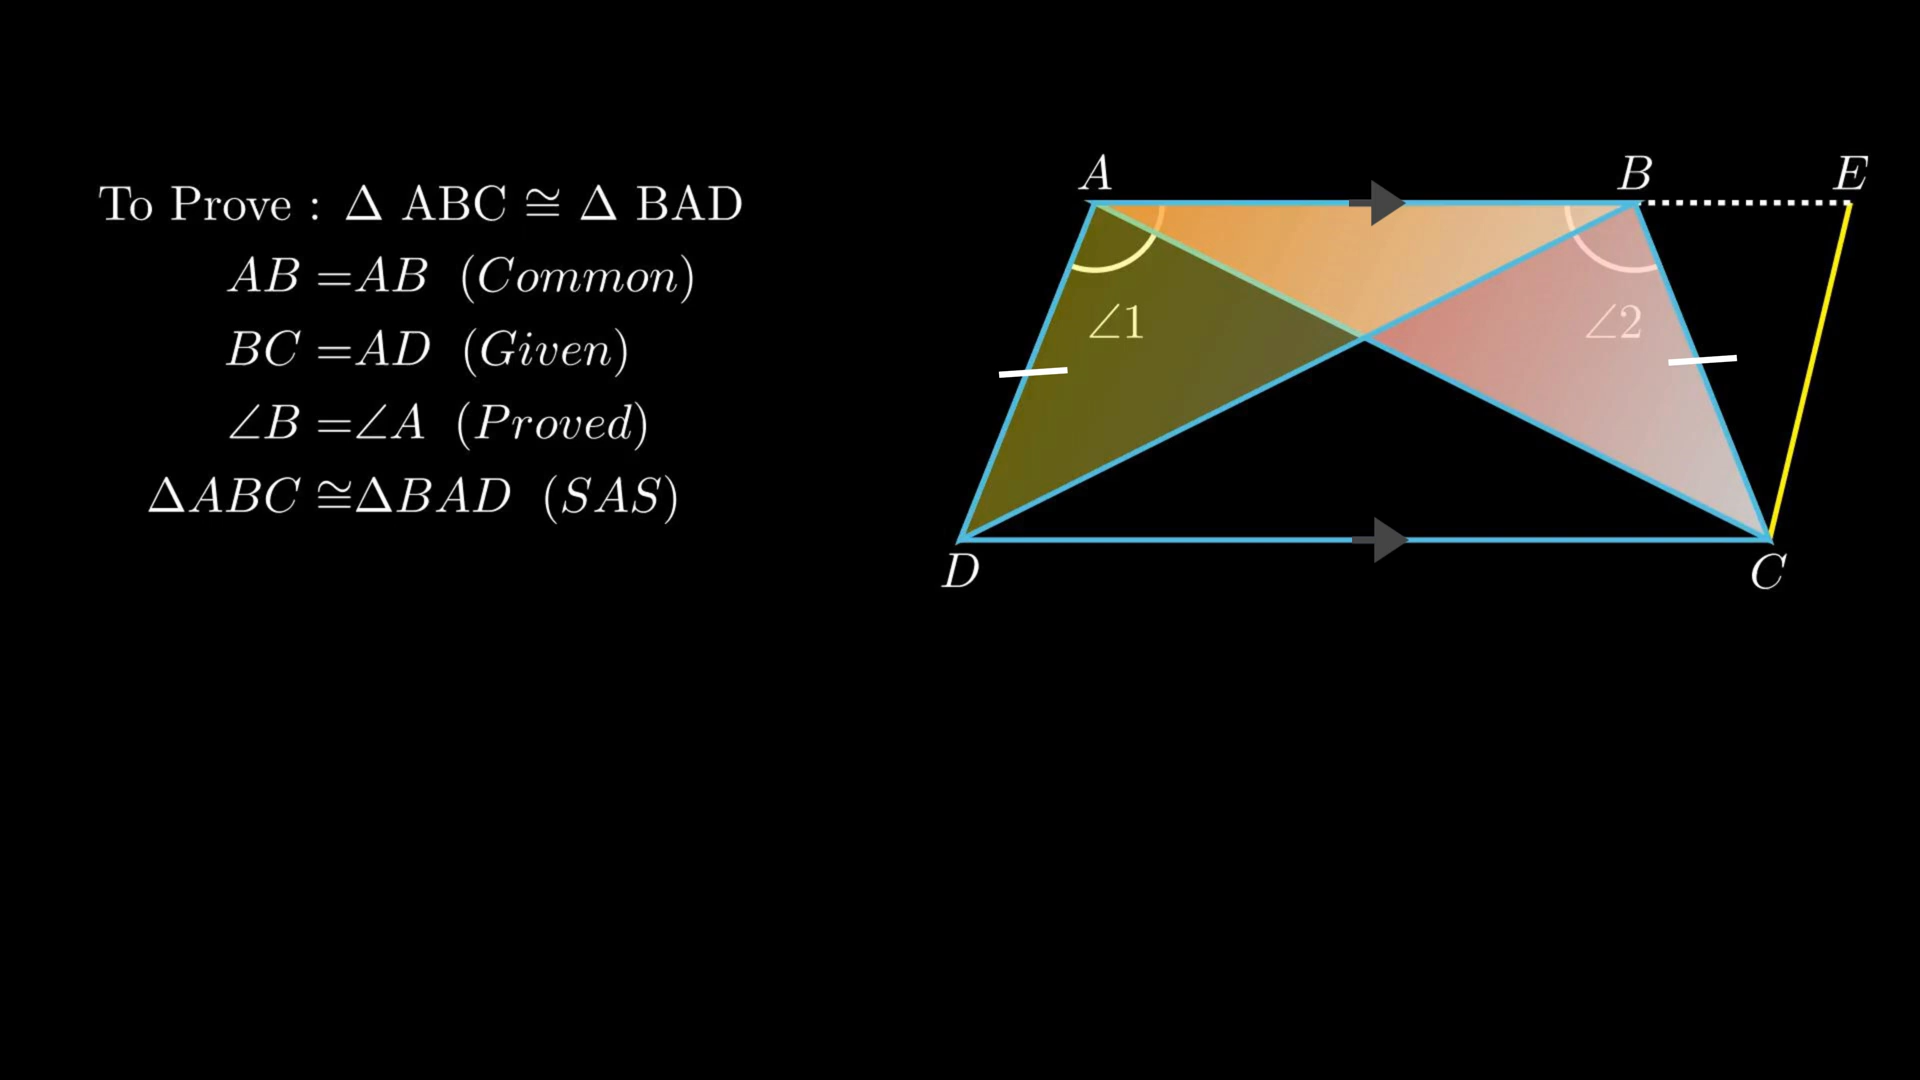 To Prove : Δ ABC ≅ Δ BAD
AB =AB (Common)
BC =AD (Given)
∠B =∠A (Proved)
ΔABC ≅ΔBAD (SAS)
A B E
∠1 ∠2
D C